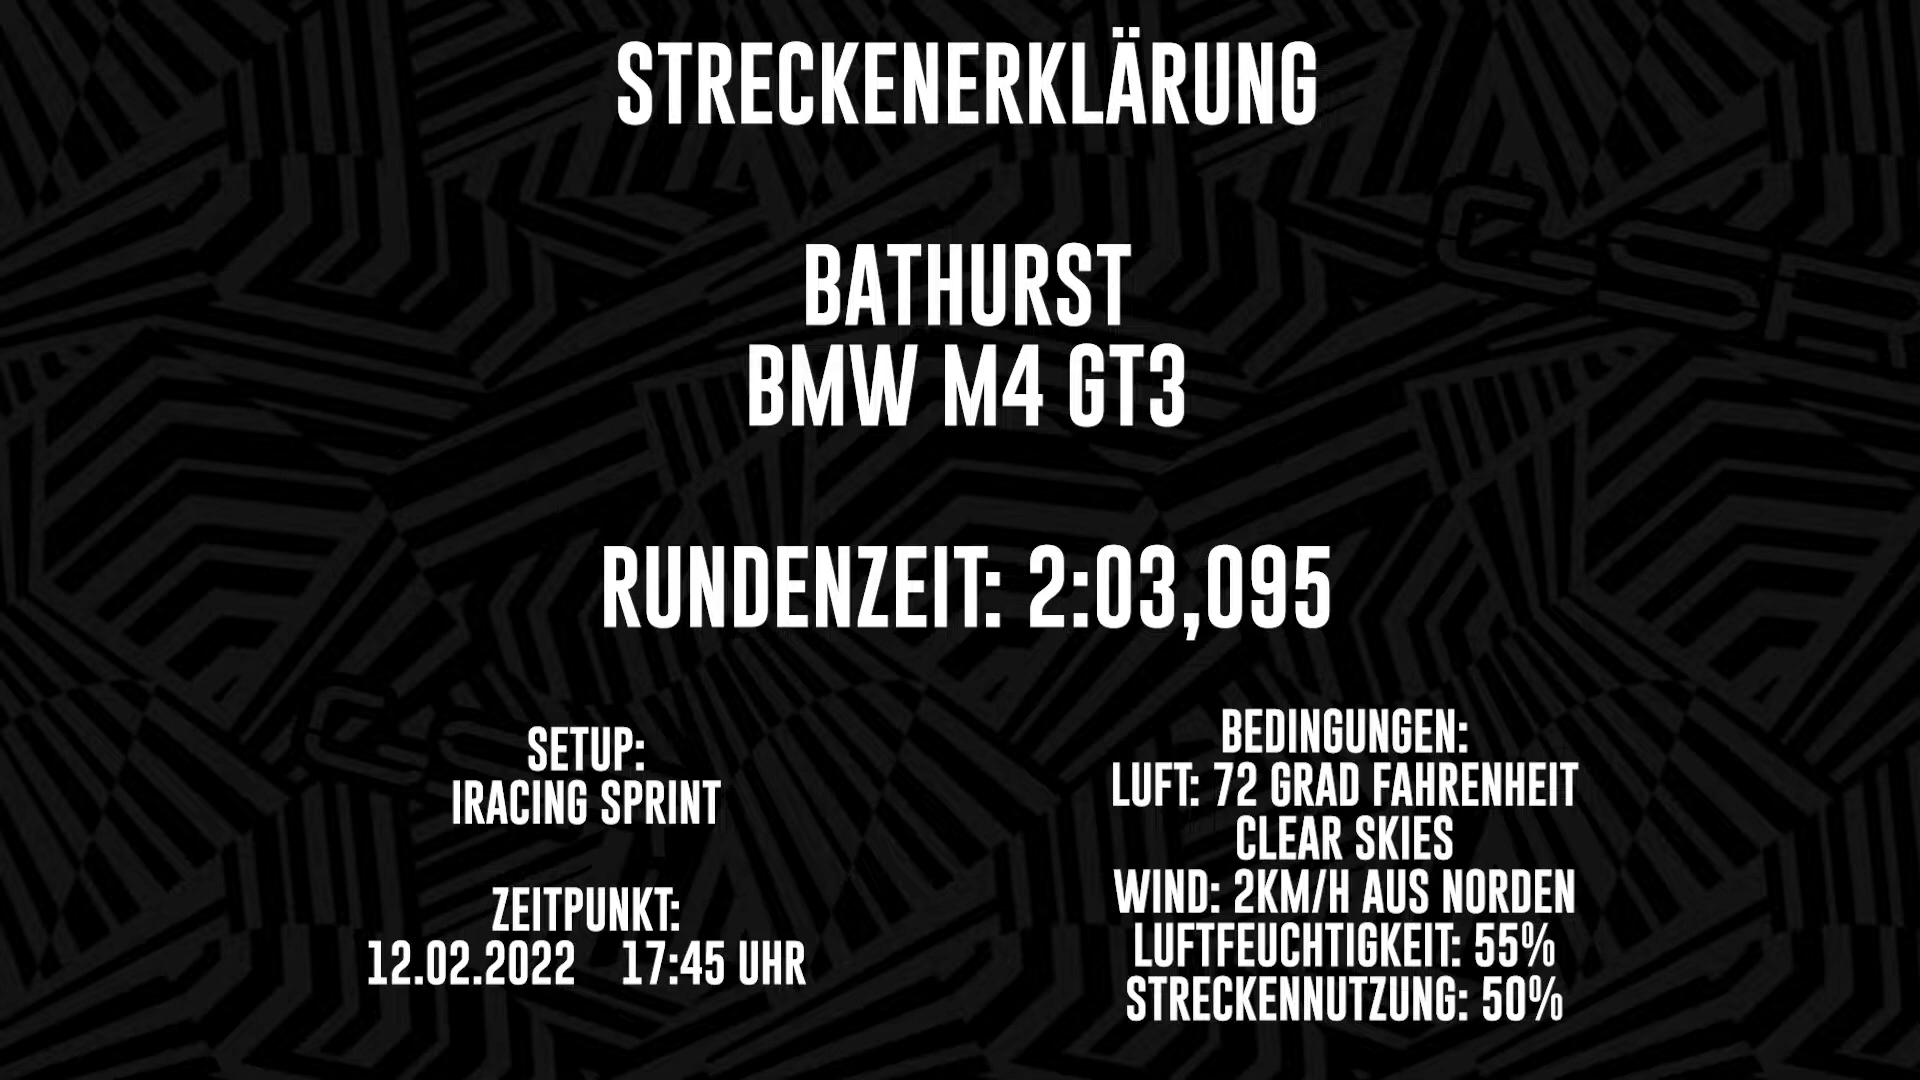 STRECKENERKLÄRUNG
BATHURST
BMW M4 GT3
RUNDENZEIT: 2:03,095
SETUP:
IRACING SPRINT
ZEITPUNKT:
12.02.2022 17:45 UHR
BEDINGUNGEN:
LUFT: 72 GRAD FAHRENHEIT
CLEAR SKIES
WIND: 2KM/H AUS NORDEN
LUFTFEUCHTIGKEIT: 55%
STRECKENNUTZUNG: 50%